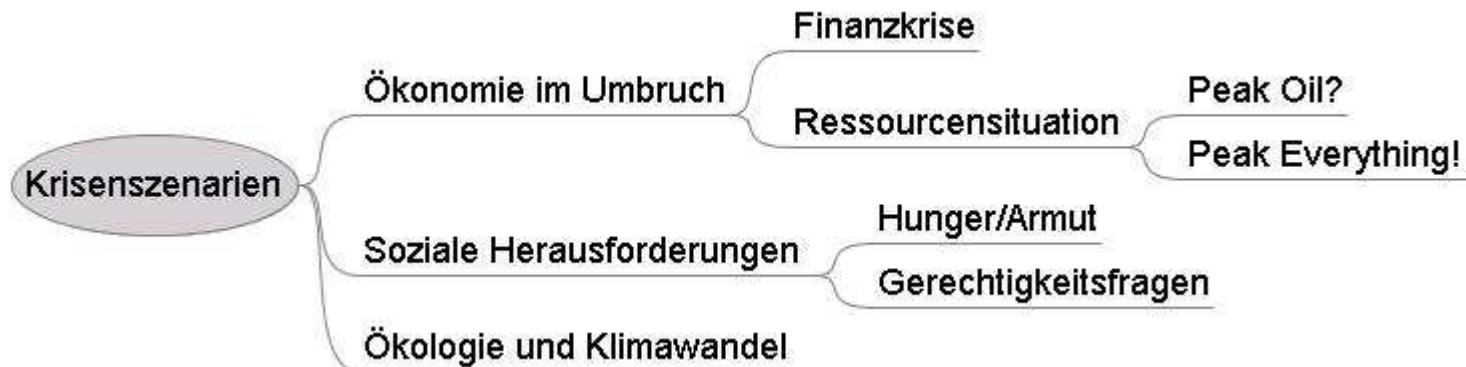 Krisenszenarien
Ökonomie im Umbruch
Finanzkrise
Ressourcensituation
Peak Oil?
Peak Everything!
Soziale Herausforderungen
Hunger/Armut
Gerechtigkeitsfragen
Ökologie und Klimawandel